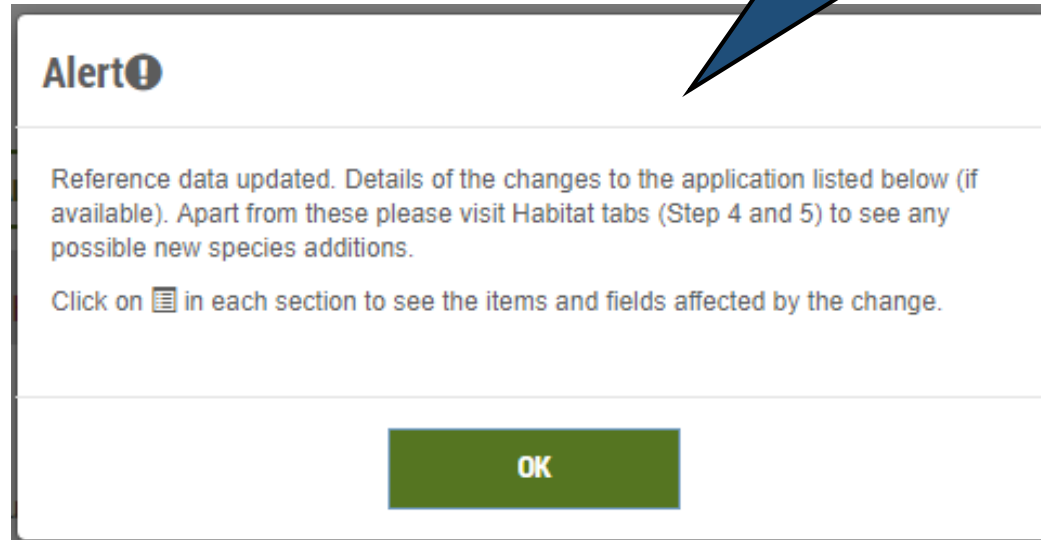 Alert
Reference data updated. Details of the changes to the application listed below (if
available). Apart from these please visit Habitat tabs (Step 4 and 5) to see any
possible new species additions.
Click on in each section to see the items and fields affected by the change.
OK